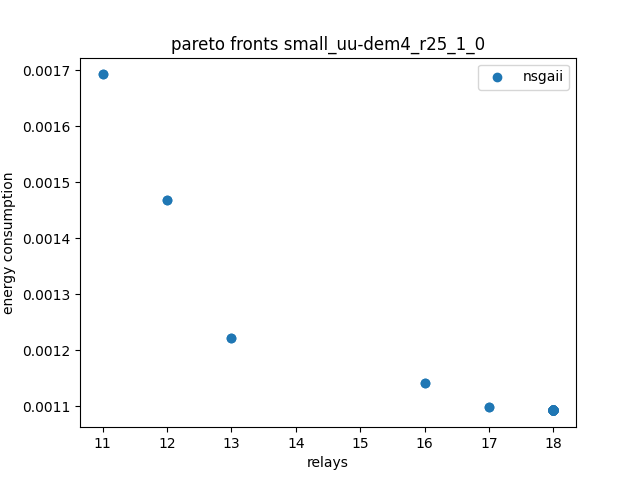 pareto fronts small_uu-dem4_r25_1_0
nsgaii
0.0017
0.0016
0.0015
0.0014
0.0013
0.0012
0.0011
energy consumption
11 12 13 14 15 16 17 18
relays